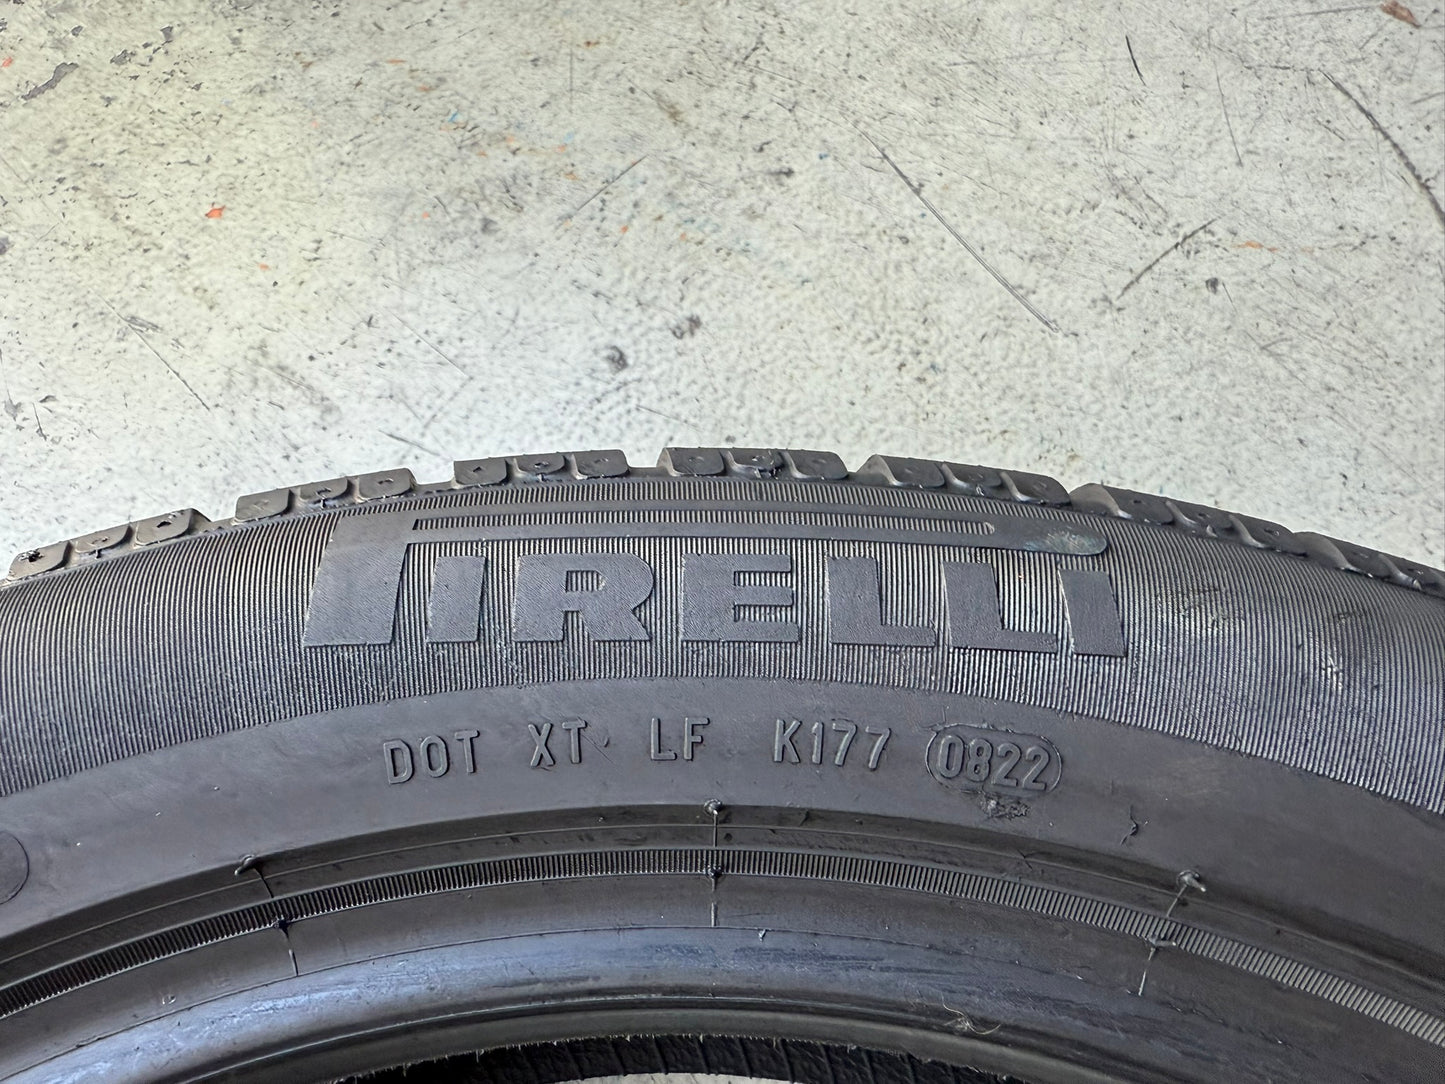 PIRELLI
DOT XT LF K177 0822